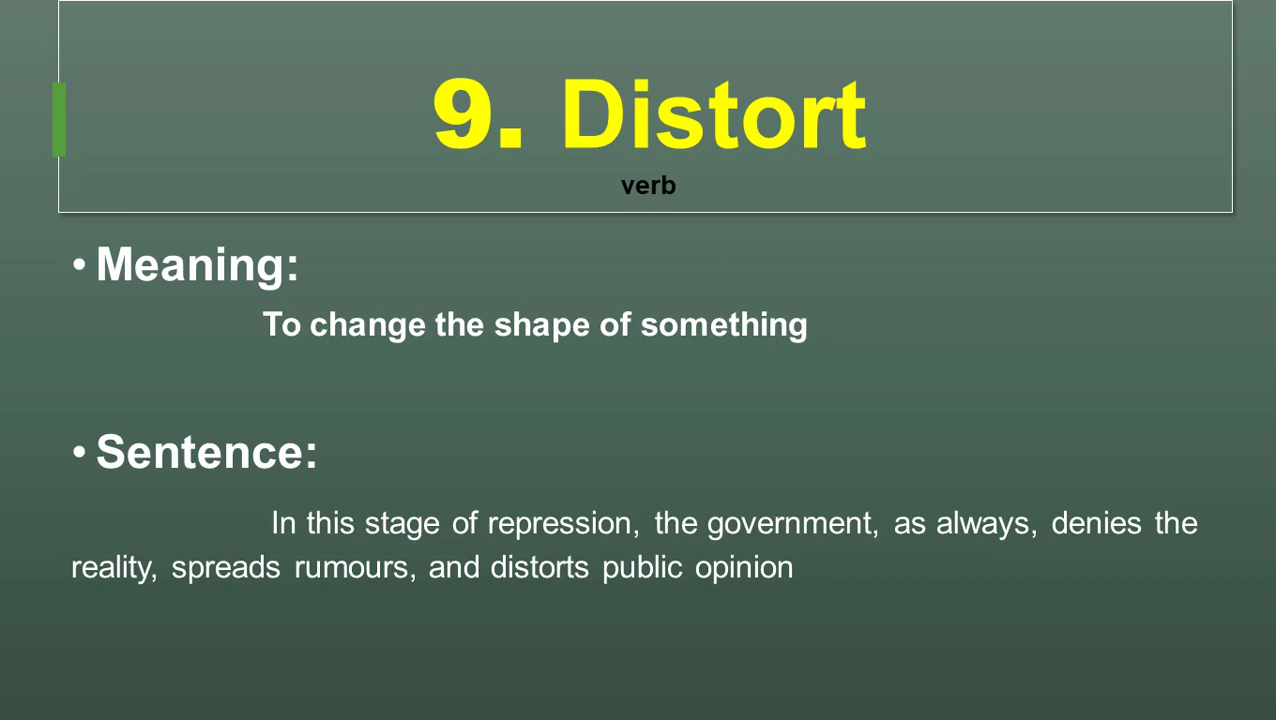 9. Distort
verb
• Meaning:
To change the shape of something
• Sentence:
In this stage of repression, the government, as always, denies the
reality, spreads rumours, and distorts public opinion